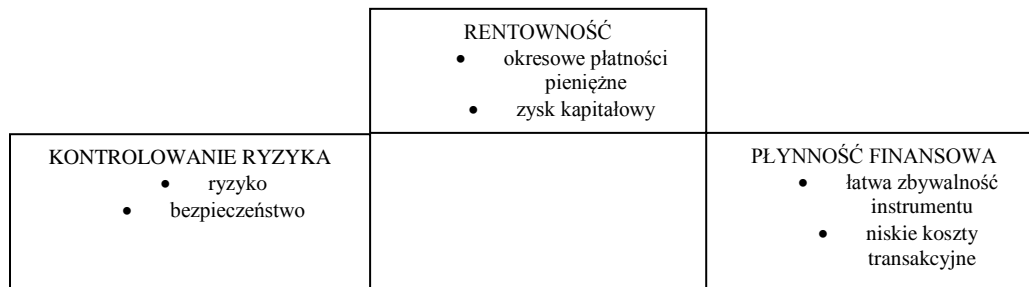 RENTOWNOŚĆ
• okresowe płatności
pieniężne
• zysk kapitałowy
KONTROLOWANIE RYZYKA
• ryzyko
• bezpieczeństwo
PŁYNNOŚĆ FINANSOWA
• łatwa zbywalność
instrumentu
• niskie koszty
transakcyjne